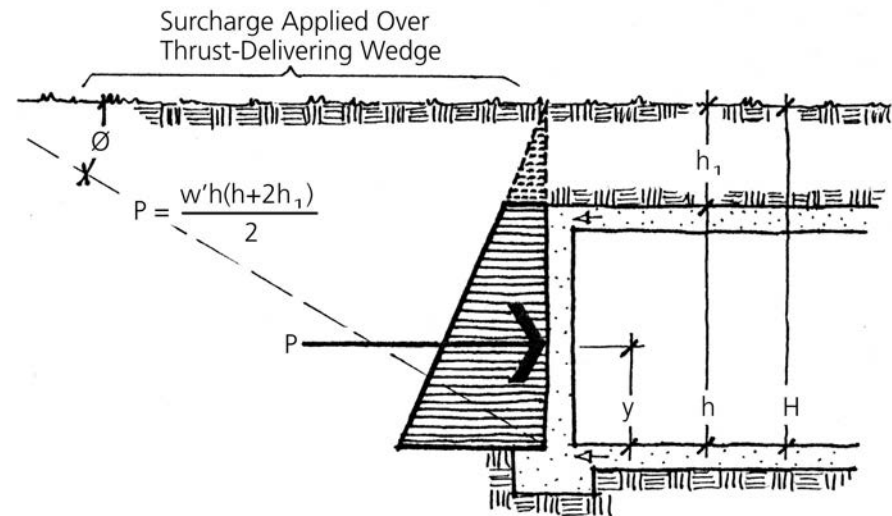 Surcharge Applied Over
Thrust-Delivering Wedge
Ø
h₁
P = w'h(h+2h₁)
2
P
y
h
H